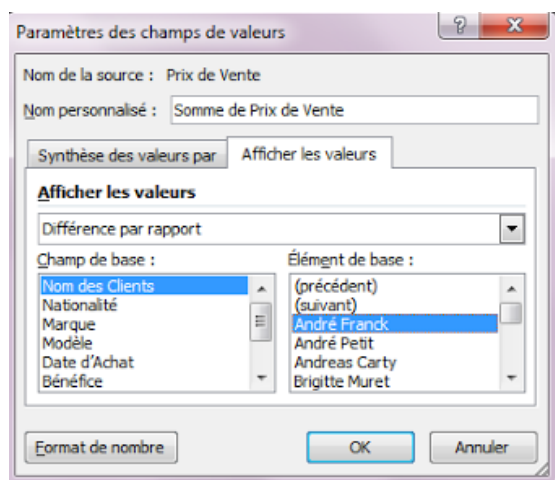 Paramètres des champs de valeurs
Nom de la source : Prix de Vente
Nom personnalisé : Somme de Prix de Vente
Synthèse des valeurs par Afficher les valeurs
Afficher les valeurs
Différence par rapport
Champ de base : Élément de base :
Nom des Clients (précédent)
Nationalité (suivant)
Marque André Franck
Modèle André Petit
Date d'Achat Andreas Carty
Bénéfice Brigitte Muret
Format de nombre OK Annuler